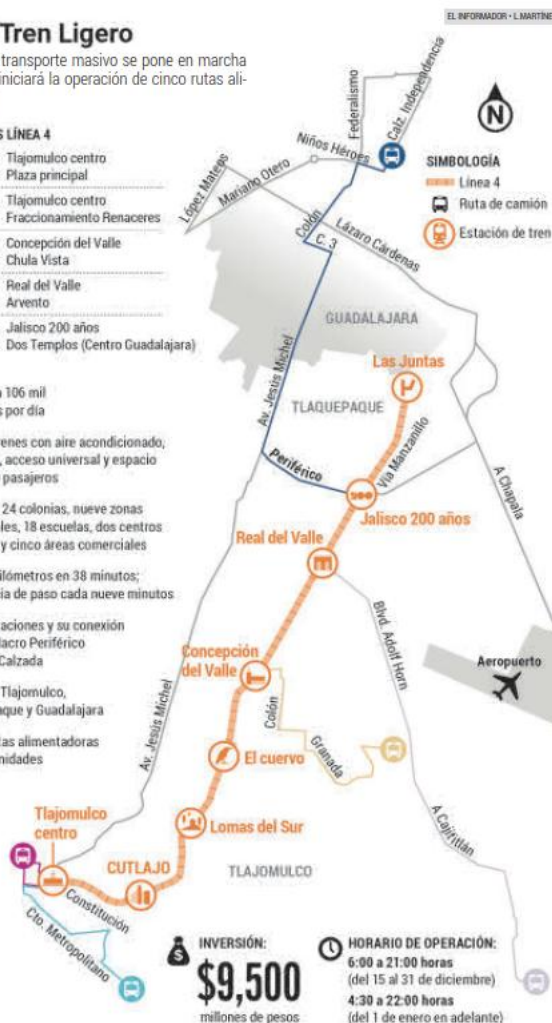 EL INFORMADOR • L.MARTÍNE
Tren Ligero
transporte masivo se pone en marcha
iniciará la operación de cinco rutas ali-
S LÍNEA 4
Tlajomulco centro
Plaza principal
Tlajomulco centro
Fraccionamiento Renaceres
Concepción del Valle
Chula Vista
Real del Valle
Arvento
Jalisco 200 años
Dos Templos (Centro Guadalajara)
106 mil
s por día
enes con aire acondicionado,
, acceso universal y espacio
pasajeros
24 colonias, nueve zonas
les, 18 escuelas, dos centros
y cinco áreas comerciales
ilómetros en 38 minutos;
ia de paso cada nueve minutos
aciones y su conexión
Macro Periférico
Calzada
Tlajomulco,
aque y Guadalajara
tas alimentadoras
nidades
N
SIMBOLOGÍA
Línea 4
Ruta de camión
Estación de tren
Federalismo
Calz. Independencia
Niños Héroes
Mariano Otero
López Mateos
Colón
C. 3
Lázaro Cárdenas
GUADALAJARA
Las Juntas
TLAQUEPAQUE
Av. Jesús Michel
Periférico
Vía Manzanillo
Jalisco 200 años
A Chapala
Real del Valle
Blvd. Adolf Horn
Concepción
del Valle
Aeropuerto
Colón
Granada
Av. Jesús Michel
El cuervo
Lomas del Sur
A Cajititlán
Tlajomulco
centro
CUTLAJO
TLAJOMULCO
Constitución
Cto. Metropolitano
INVERSIÓN:
$9,500
millones de pesos
HORARIO DE OPERACIÓN:
6:00 a 21:00 horas
(del 15 al 31 de diciembre)
4:30 a 22:00 horas
(del 1 de enero en adelante)